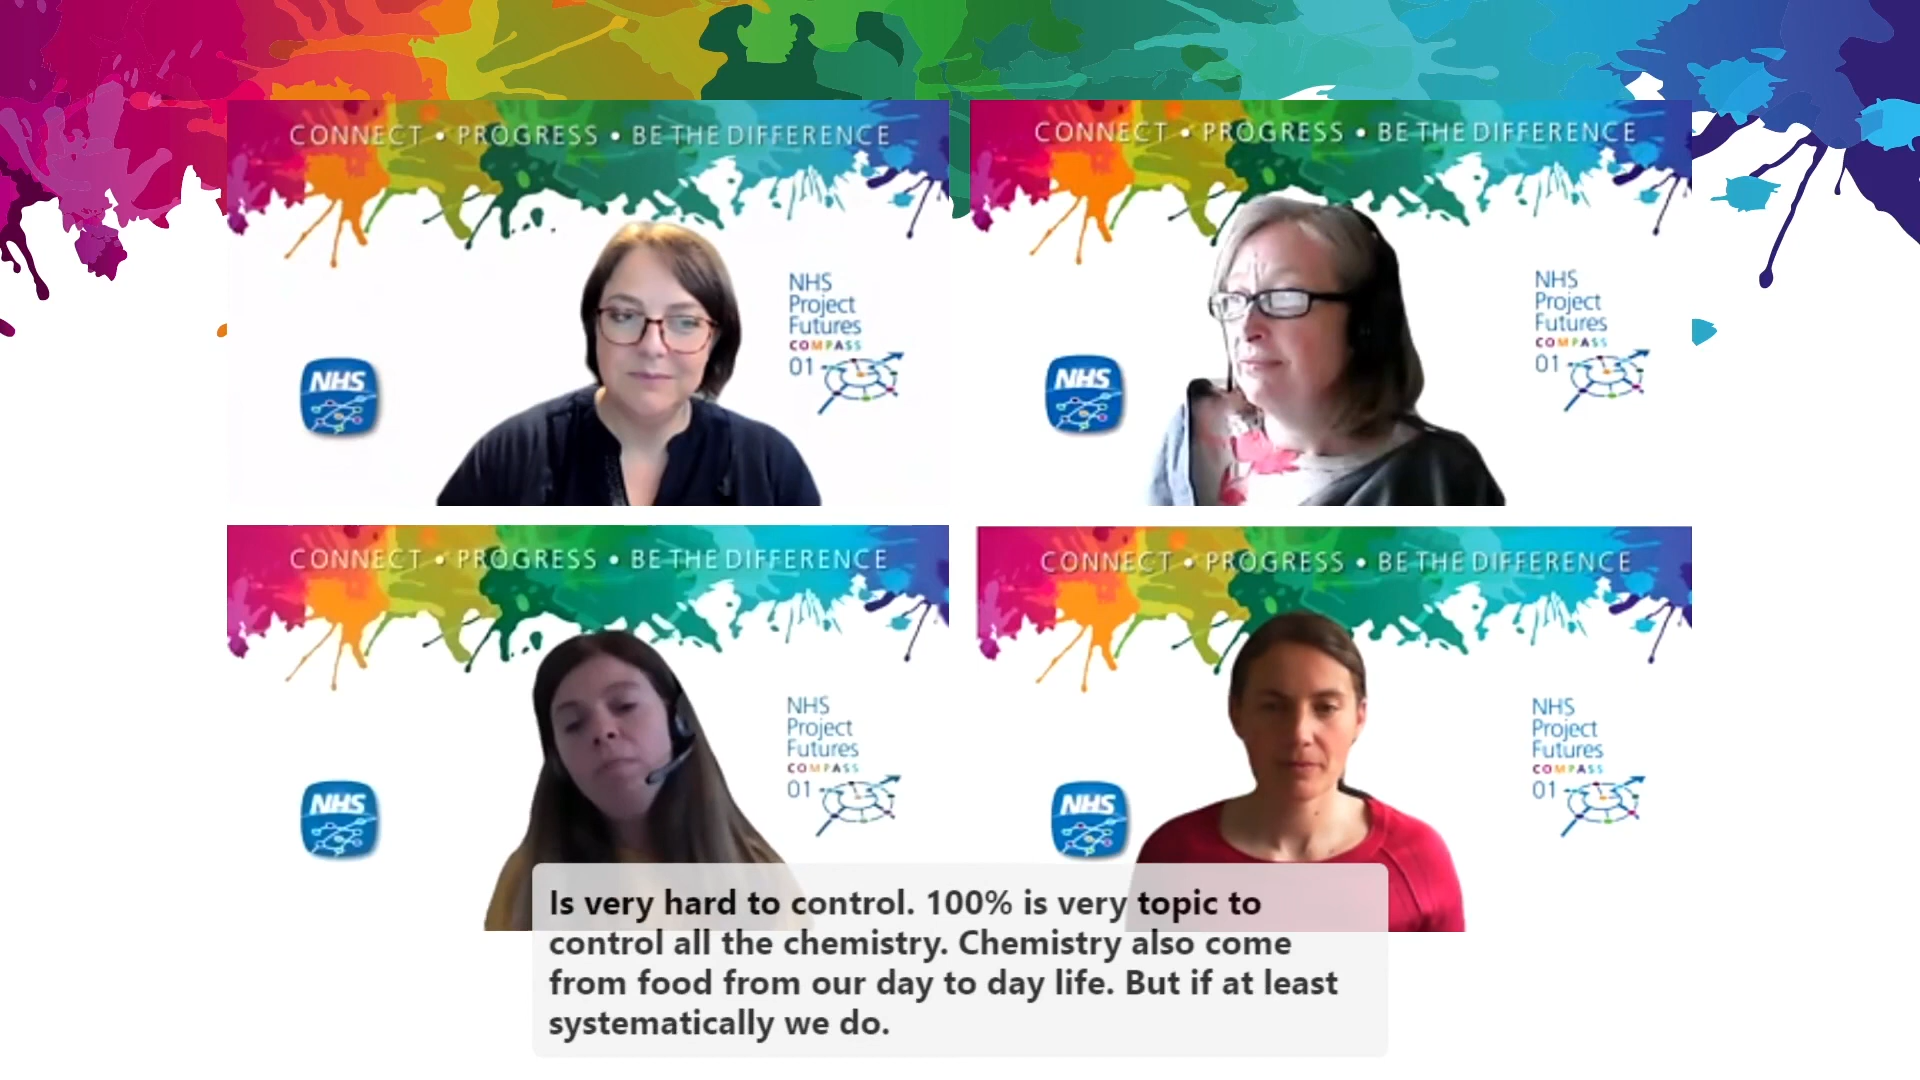 CONNECT • PROGRESS • BE THE DIFFERENCE
NHS
Project
Futures
COMPASS
01
NHS
CONNECT • PROGRESS • BE THE DIFFERENCE
NHS
Project
Futures
COMPASS
01
NHS
CONNECT • PROGRESS • BE THE DIFFERENCE
NHS
Project
Futures
COMPASS
01
NHS
CONNECT • PROGRESS • BE THE DIFFERENCE
NHS
Project
Futures
COMPASS
01
NHS
Is very hard to control. 100% is very topic to
control all the chemistry. Chemistry also come
from food from our day to day life. But if at least
systematically we do.